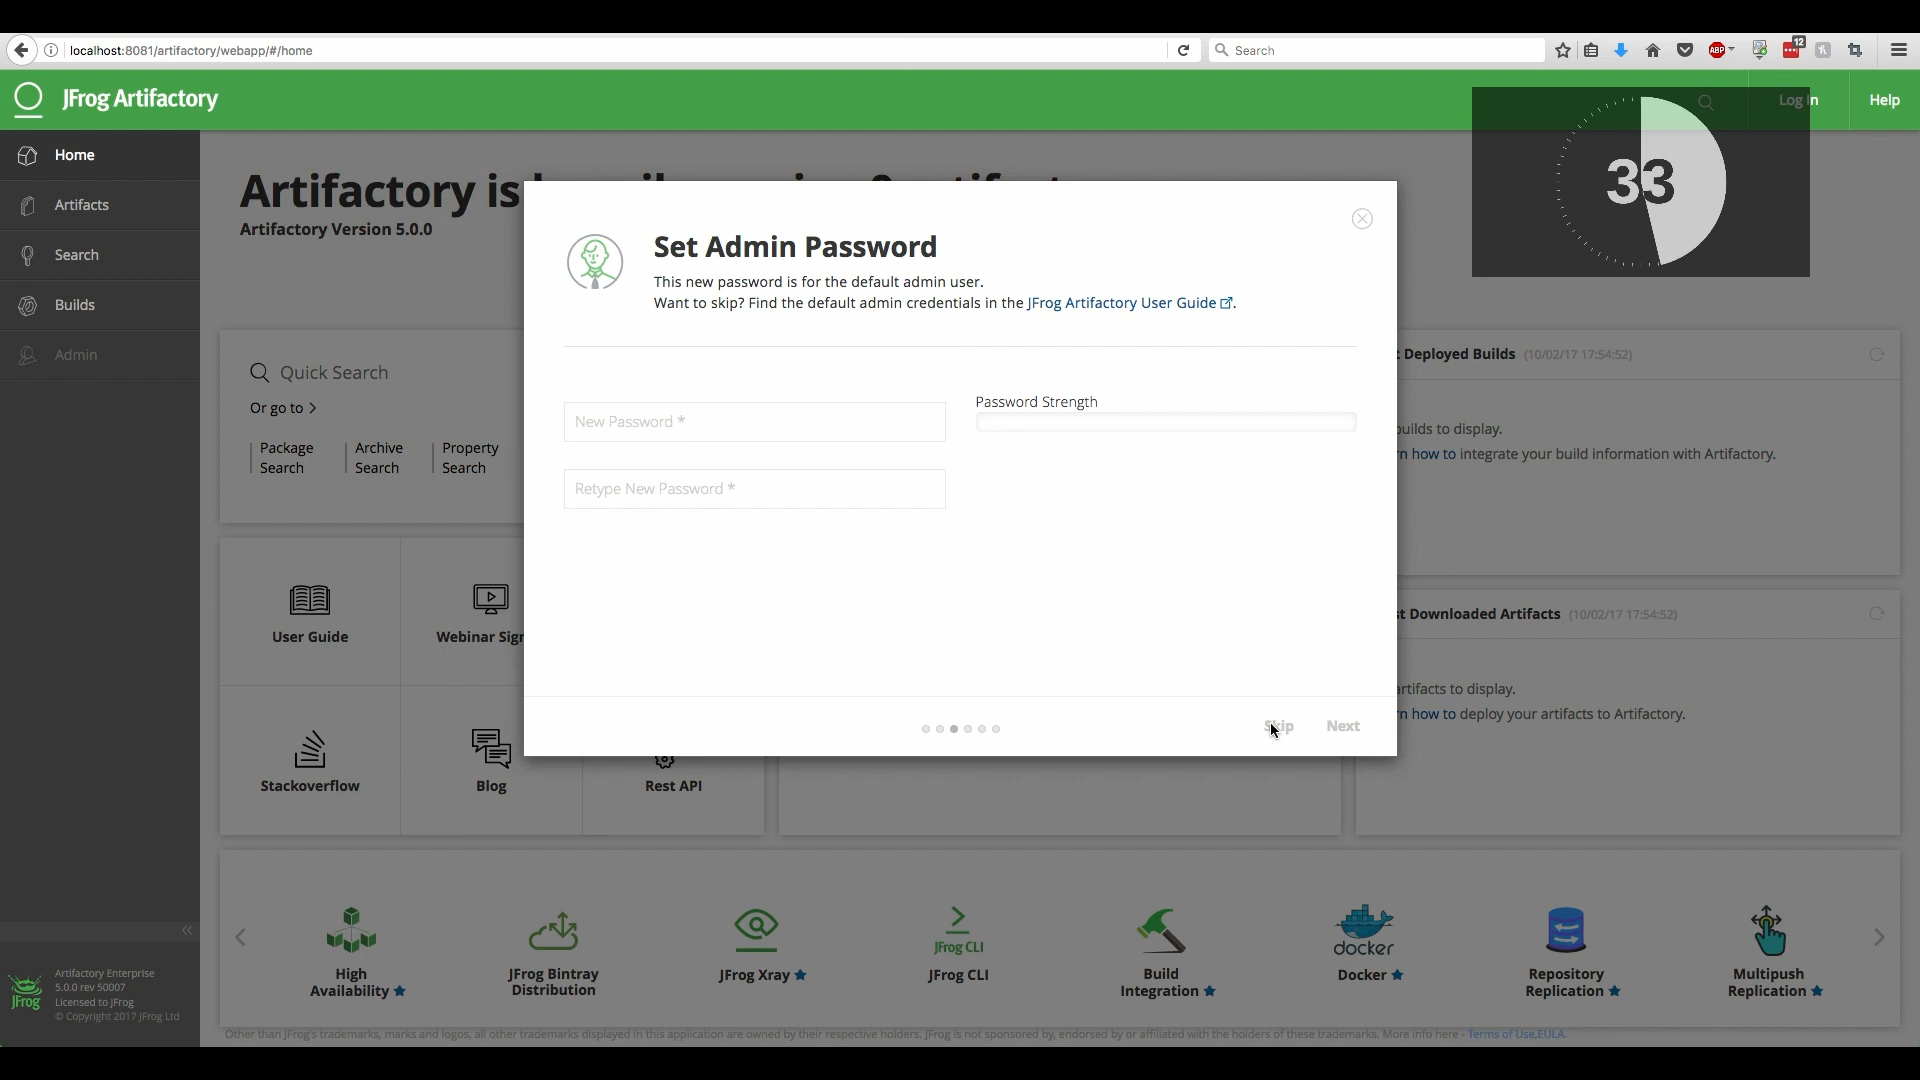 localhost:8081/artifactory/webapp/#/home
Search
ABP
12
JFrog Artifactory
Log In
Help
33
Home
Artifacts
Search
Builds
Admin
Artifactory is
Artifactory Version 5.0.0
Set Admin Password
This new password is for the default admin user.
Want to skip? Find the default admin credentials in the JFrog Artifactory User Guide.
New Password *
Password Strength
Retype New Password *
Skip
Next
Quick Search
Or go to >
Package Search
Archive Search
Property Search
Deployed Builds (10/02/17 17:54:52)
builds to display.
how to integrate your build information with Artifactory.
User Guide
Webinar Sign
Downloaded Artifacts (10/02/17 17:54:52)
artifacts to display.
how to deploy your artifacts to Artifactory.
Stackoverflow
Blog
Rest API
JFrog CLI
docker
High Availability
JFrog Bintray Distribution
JFrog Xray
JFrog CLI
Build Integration
Docker
Repository Replication
Multipush Replication
JFrog
Artifactory Enterprise
5.0.0 rev 50007
Licensed to JFrog
© Copyright 2017 JFrog Ltd
Other than JFrog's trademarks, marks and logos, all other trademarks displayed in this application are owned by their respective holders. JFrog is not sponsored by, endorsed by or affiliated with the holders of these trademarks. More info here - Terms of Use,EULA.